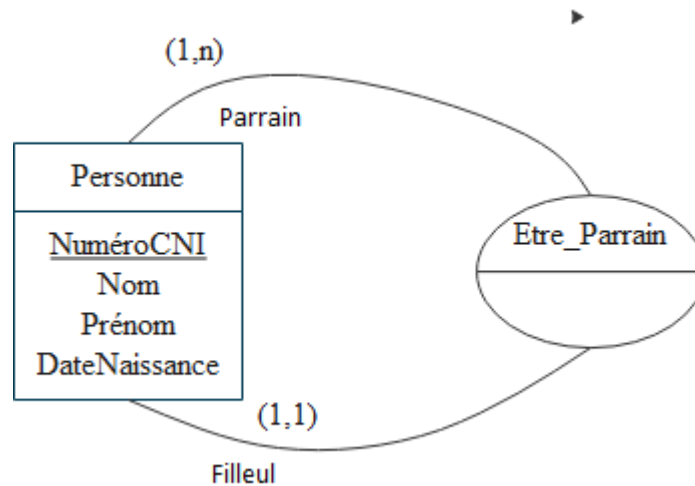 (1,n)
Parrain
Personne
NuméroCNI
Nom
Prénom
DateNaissance
Etre_Parrain
(1,1)
Filleul